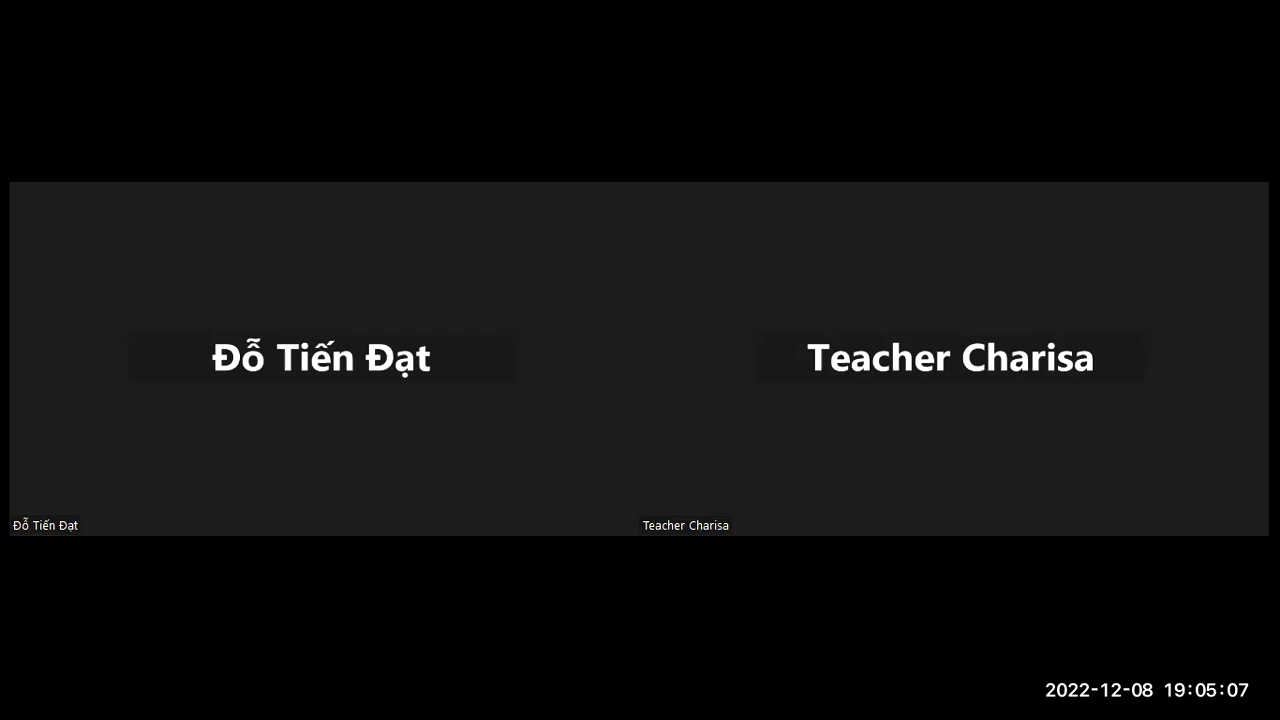 Đỗ Tiến Đạt
Teacher Charisa
Đỗ Tiến Đạt
Teacher Charisa
2022-12-08 19:05:07